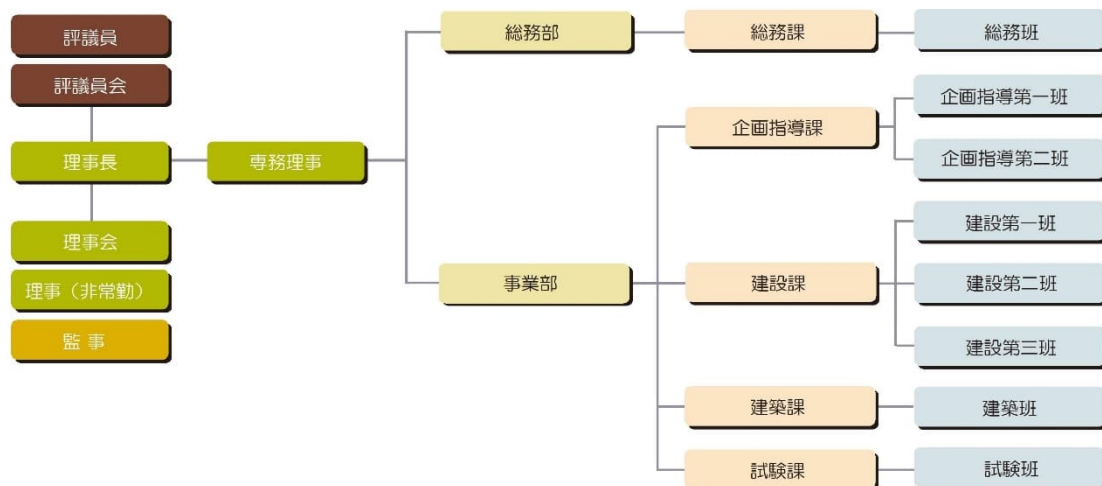 評議員
評議員会
理事長
理事会
理事（非常勤）
監 事
専務理事
総務部
総務課
総務班
事業部
企画指導課
企画指導第一班
企画指導第二班
建設課
建設第一班
建設第二班
建設第三班
建築課
建築班
試験課
試験班